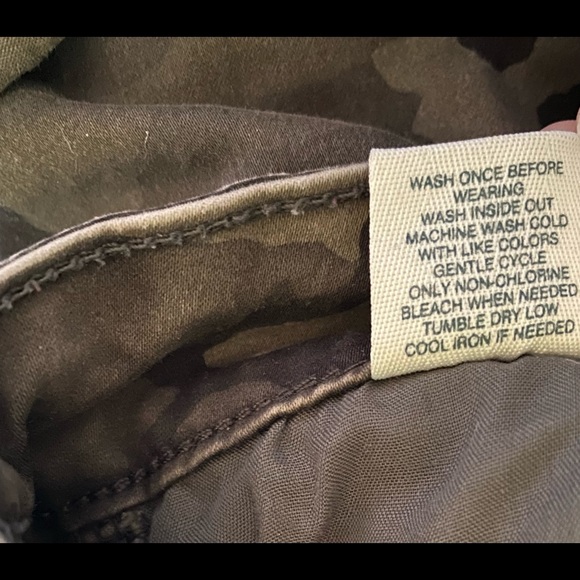 WASH ONCE BEFORE
WEARING
WASH INSIDE OUT
MACHINE WASH COLD
WITH LIKE COLORS
GENTLE CYCLE
ONLY NON-CHLORINE
BLEACH WHEN NEEDED
TUMBLE DRY LOW
COOL IRON IF NEEDED